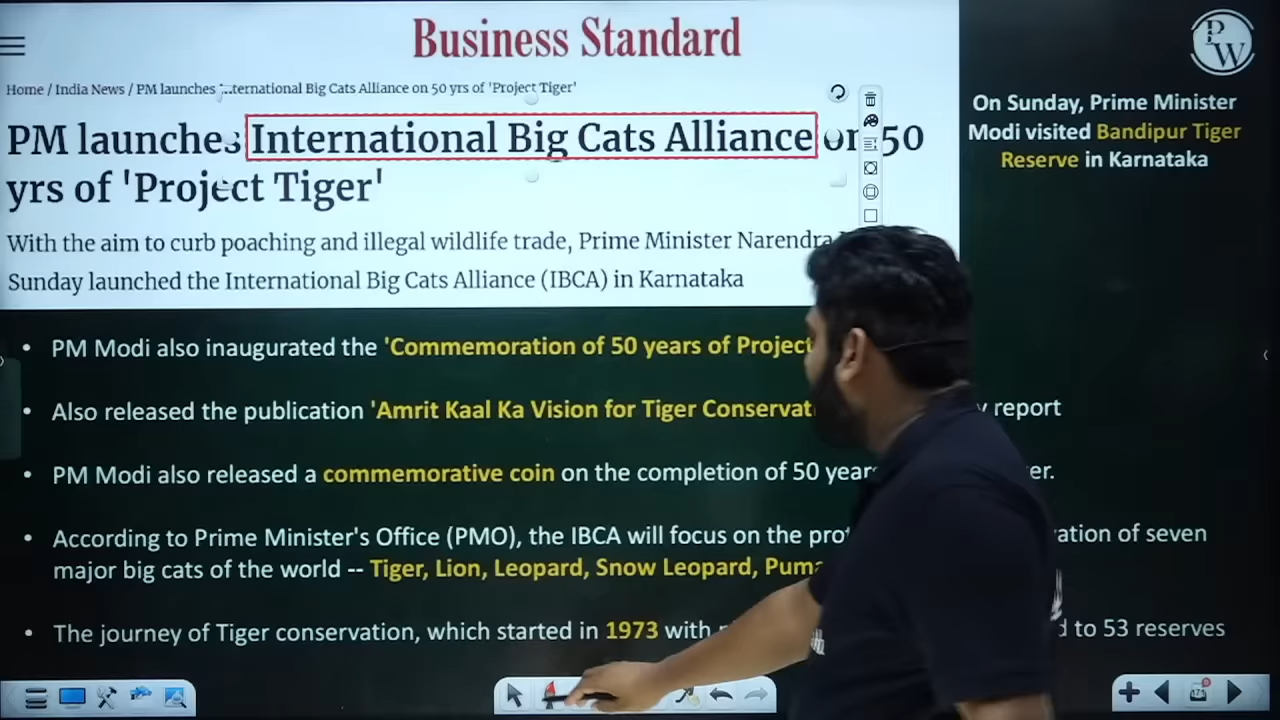 Business Standard
PW
Home / India News / PM launches International Big Cats Alliance on 50 yrs of 'Project Tiger'
PM launches International Big Cats Alliance on 50
yrs of 'Project Tiger'
With the aim to curb poaching and illegal wildlife trade, Prime Minister Narendra
Sunday launched the International Big Cats Alliance (IBCA) in Karnataka
On Sunday, Prime Minister
Modi visited Bandipur Tiger
Reserve in Karnataka
• PM Modi also inaugurated the 'Commemoration of 50 years of Project
• Also released the publication 'Amrit Kaal Ka Vision for Tiger Conservat report
• PM Modi also released a commemorative coin on the completion of 50 years er.
• According to Prime Minister's Office (PMO), the IBCA will focus on the prot ation of seven
major big cats of the world -- Tiger, Lion, Leopard, Snow Leopard, Puma
• The journey of Tiger conservation, which started in 1973 with d to 53 reserves